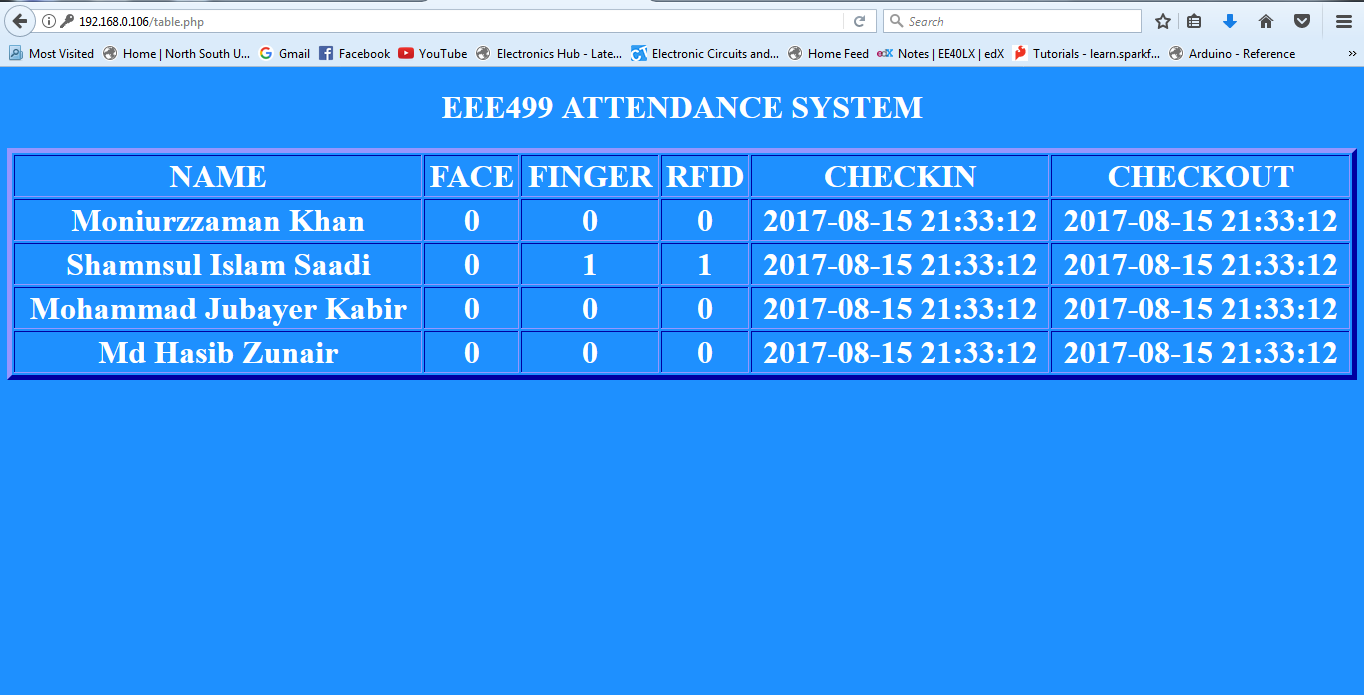 192.168.0.106/table.php
Search
Most Visited Home | North South U... Gmail Facebook YouTube Electronics Hub - Late... Electronic Circuits and... Home Feed edX Notes | EE40LX | edX Tutorials - learn.sparkf... Arduino - Reference »
EEE499 ATTENDANCE SYSTEM
NAME FACE FINGER RFID CHECKIN CHECKOUT
Moniurzzaman Khan 0 0 0 2017-08-15 21:33:12 2017-08-15 21:33:12
Shamnsul Islam Saadi 0 1 1 2017-08-15 21:33:12 2017-08-15 21:33:12
Mohammad Jubayer Kabir 0 0 0 2017-08-15 21:33:12 2017-08-15 21:33:12
Md Hasib Zunair 0 0 0 2017-08-15 21:33:12 2017-08-15 21:33:12